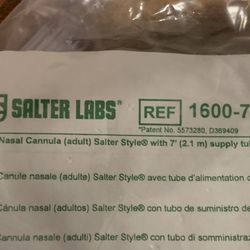 SALTER LABS® REF 1600-7
*Patent No. 5573280, D369409
Nasal Cannula (adult) Salter Style® with 7' (2.1 m) supply tu
Canule nasale (adulte) Salter Style® avec tube d'alimentation d
Cánula nasal (adultos) Salter Style® con tubo de suministro de
Cannula nasale (adulti) Salter Style® con tubo di somministra